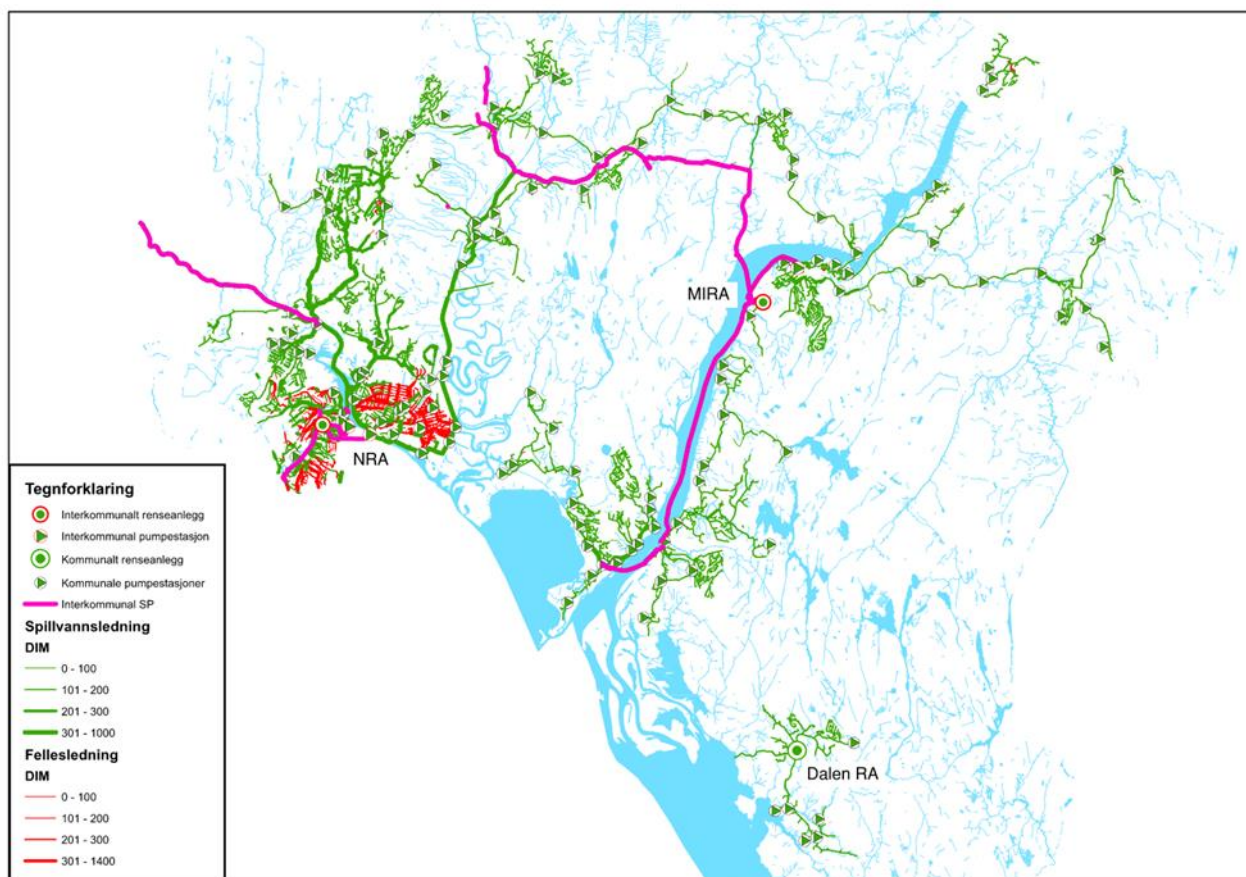 MIRA
NRA
Dalen RA
Tegnforklaring
Interkommunalt renseanlegg
Interkommunal pumpestasjon
Kommunalt renseanlegg
Kommunale pumpestasjoner
Interkommunal SP
Spillvannsledning
DIM
0 - 100
101 - 200
201 - 300
301 - 1000
Fellesledning
DIM
0 - 100
101 - 200
201 - 300
301 - 1400